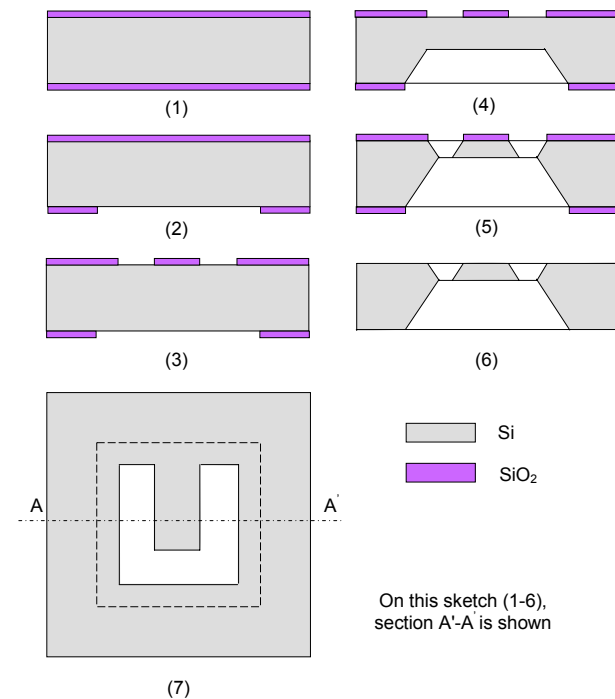 (1)
(4)
(2)
(5)
(3)
(6)
A
A'
Si
SiO₂
On this sketch (1-6),
section A'-A' is shown
(7)